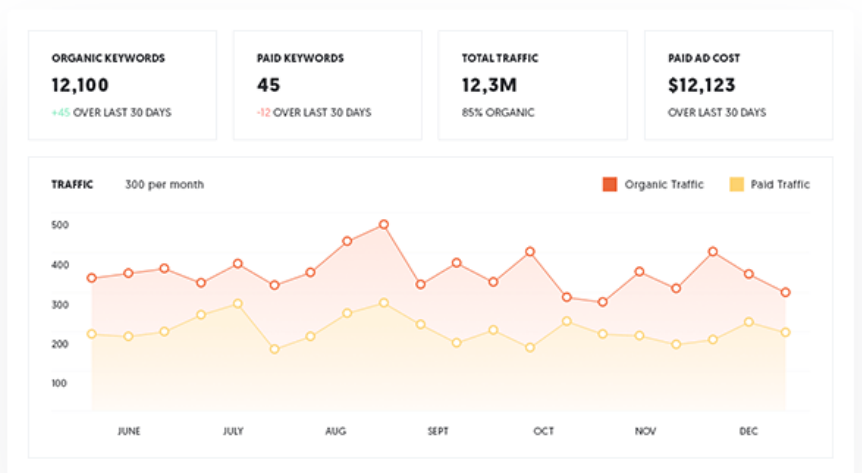 ORGANIC KEYWORDS
12,100
+45 OVER LAST 30 DAYS
PAID KEYWORDS
45
-12 OVER LAST 30 DAYS
TOTAL TRAFFIC
12,3M
85% ORGANIC
PAID AD COST
$12,123
OVER LAST 30 DAYS
TRAFFIC 300 per month
Organic Traffic Paid Traffic
500
400
300
200
100
JUNE JULY AUG SEPT OCT NOV DEC